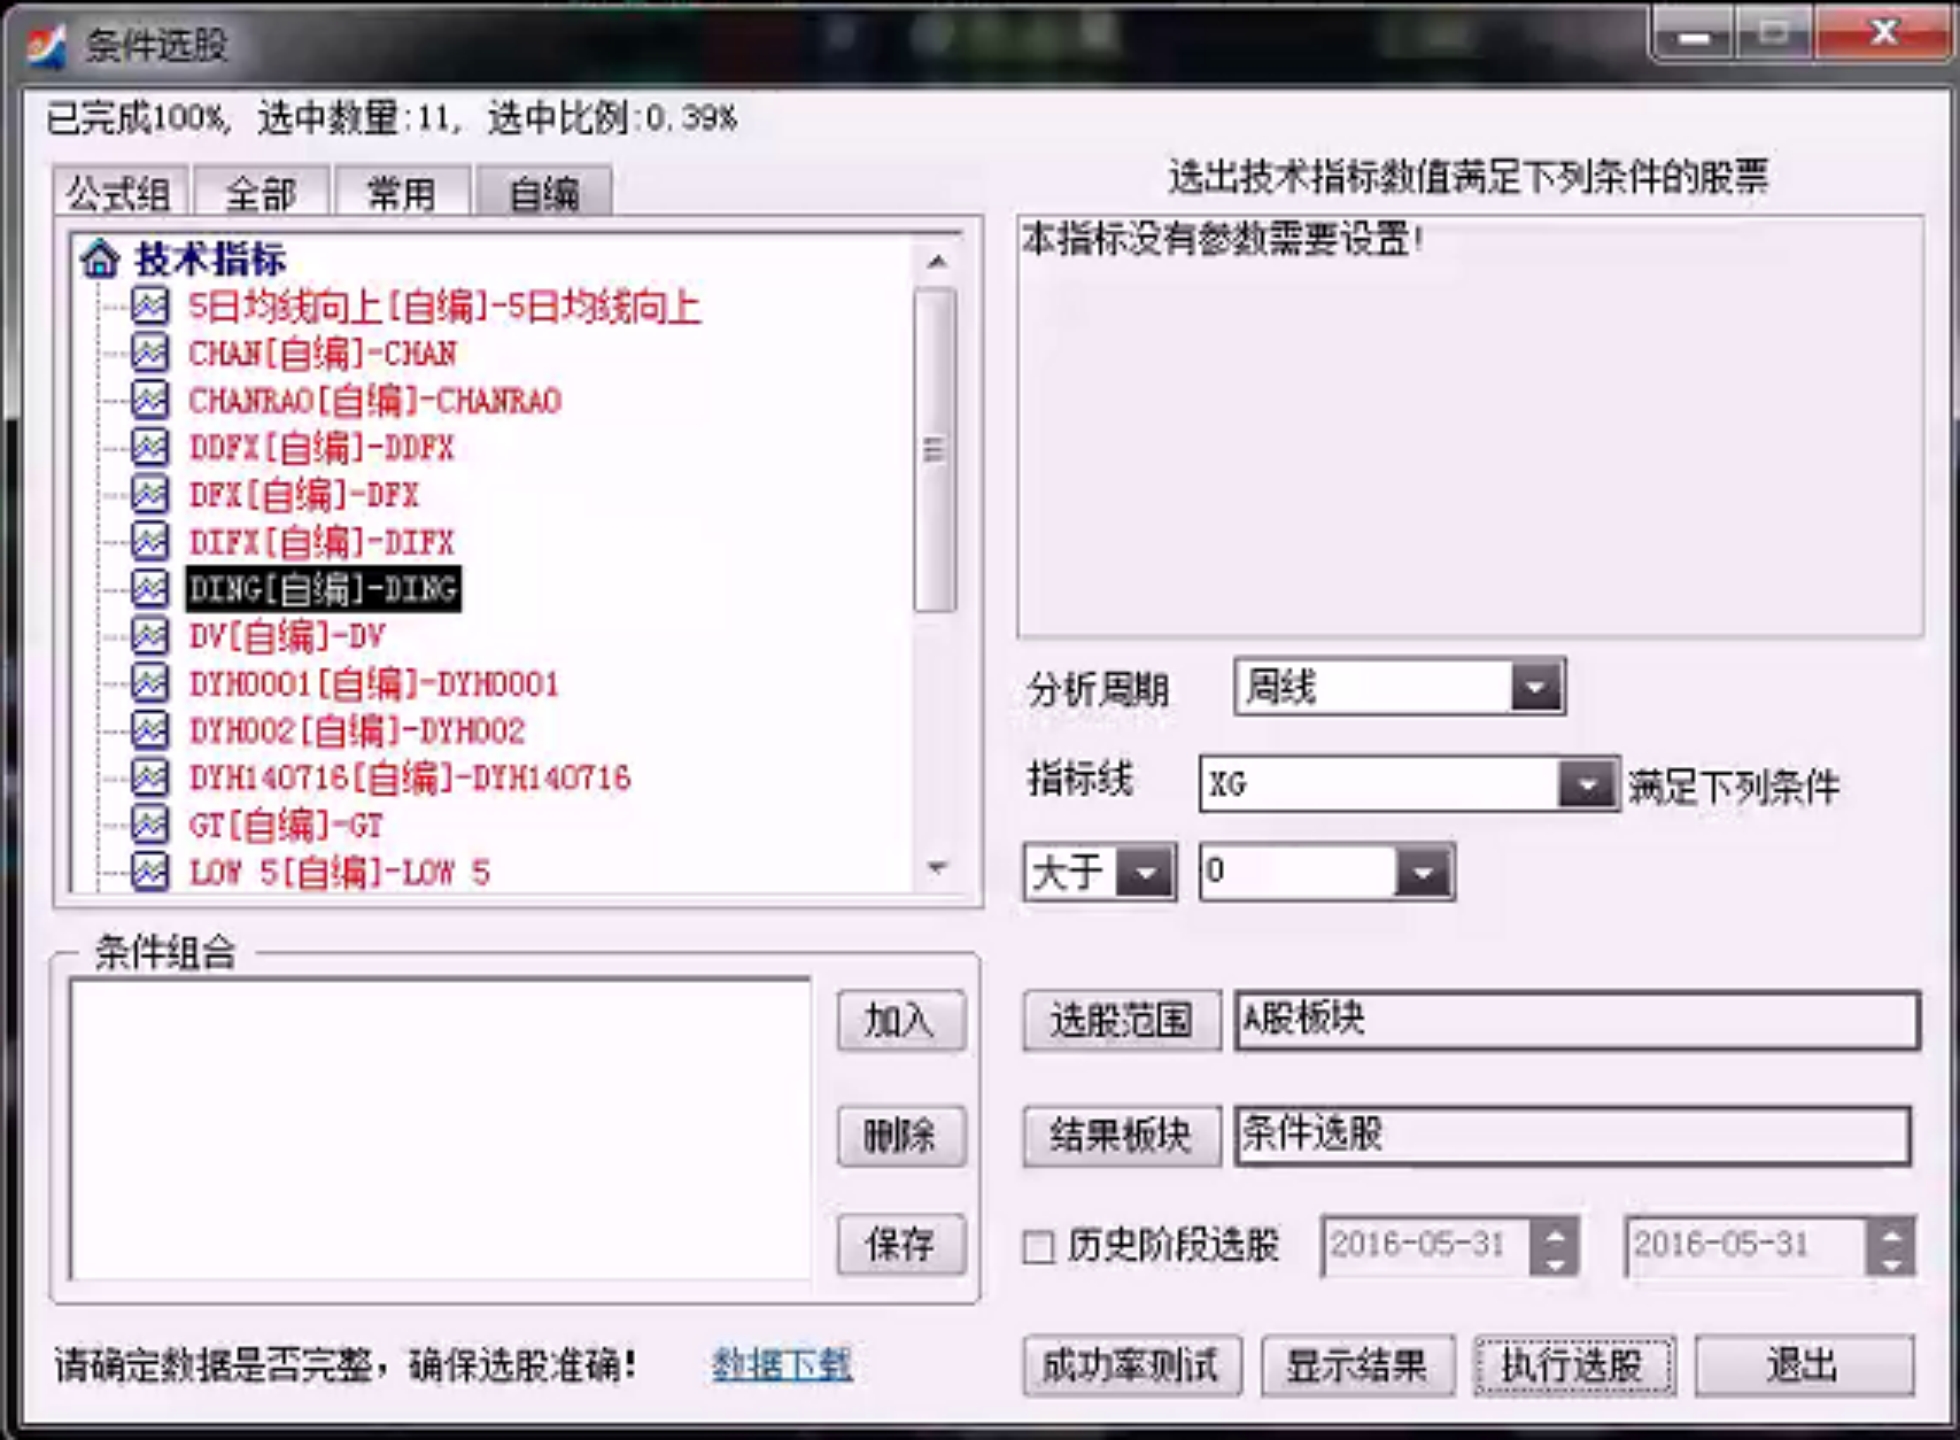 条件选股
已完成100%, 选中数量:11, 选中比例:0.39%
公式组 全部 常用 自编
技术指标
5日均线向上[自编]-5日均线向上
CHAN[自编]-CHAN
CHANRAO[自编]-CHANRAO
DDFX[自编]-DDFX
DFX[自编]-DFX
DIFX[自编]-DIFX
DING[自编]-DING
DV[自编]-DV
DYH0001[自编]-DYH0001
DYH002[自编]-DYH002
DYH140716[自编]-DYH140716
GT[自编]-GT
LOW 5[自编]-LOW 5
选出技术指标数值满足下列条件的股票
本指标没有参数需要设置!
分析周期 周线
指标线 XG 满足下列条件
大于 0
条件组合
加入
删除
保存
选股范围 A股板块
结果板块 条件选股
历史阶段选股 2016-05-31 2016-05-31
请确定数据是否完整，确保选股准确! 数据下载
成功率测试 显示结果 执行选股 退出